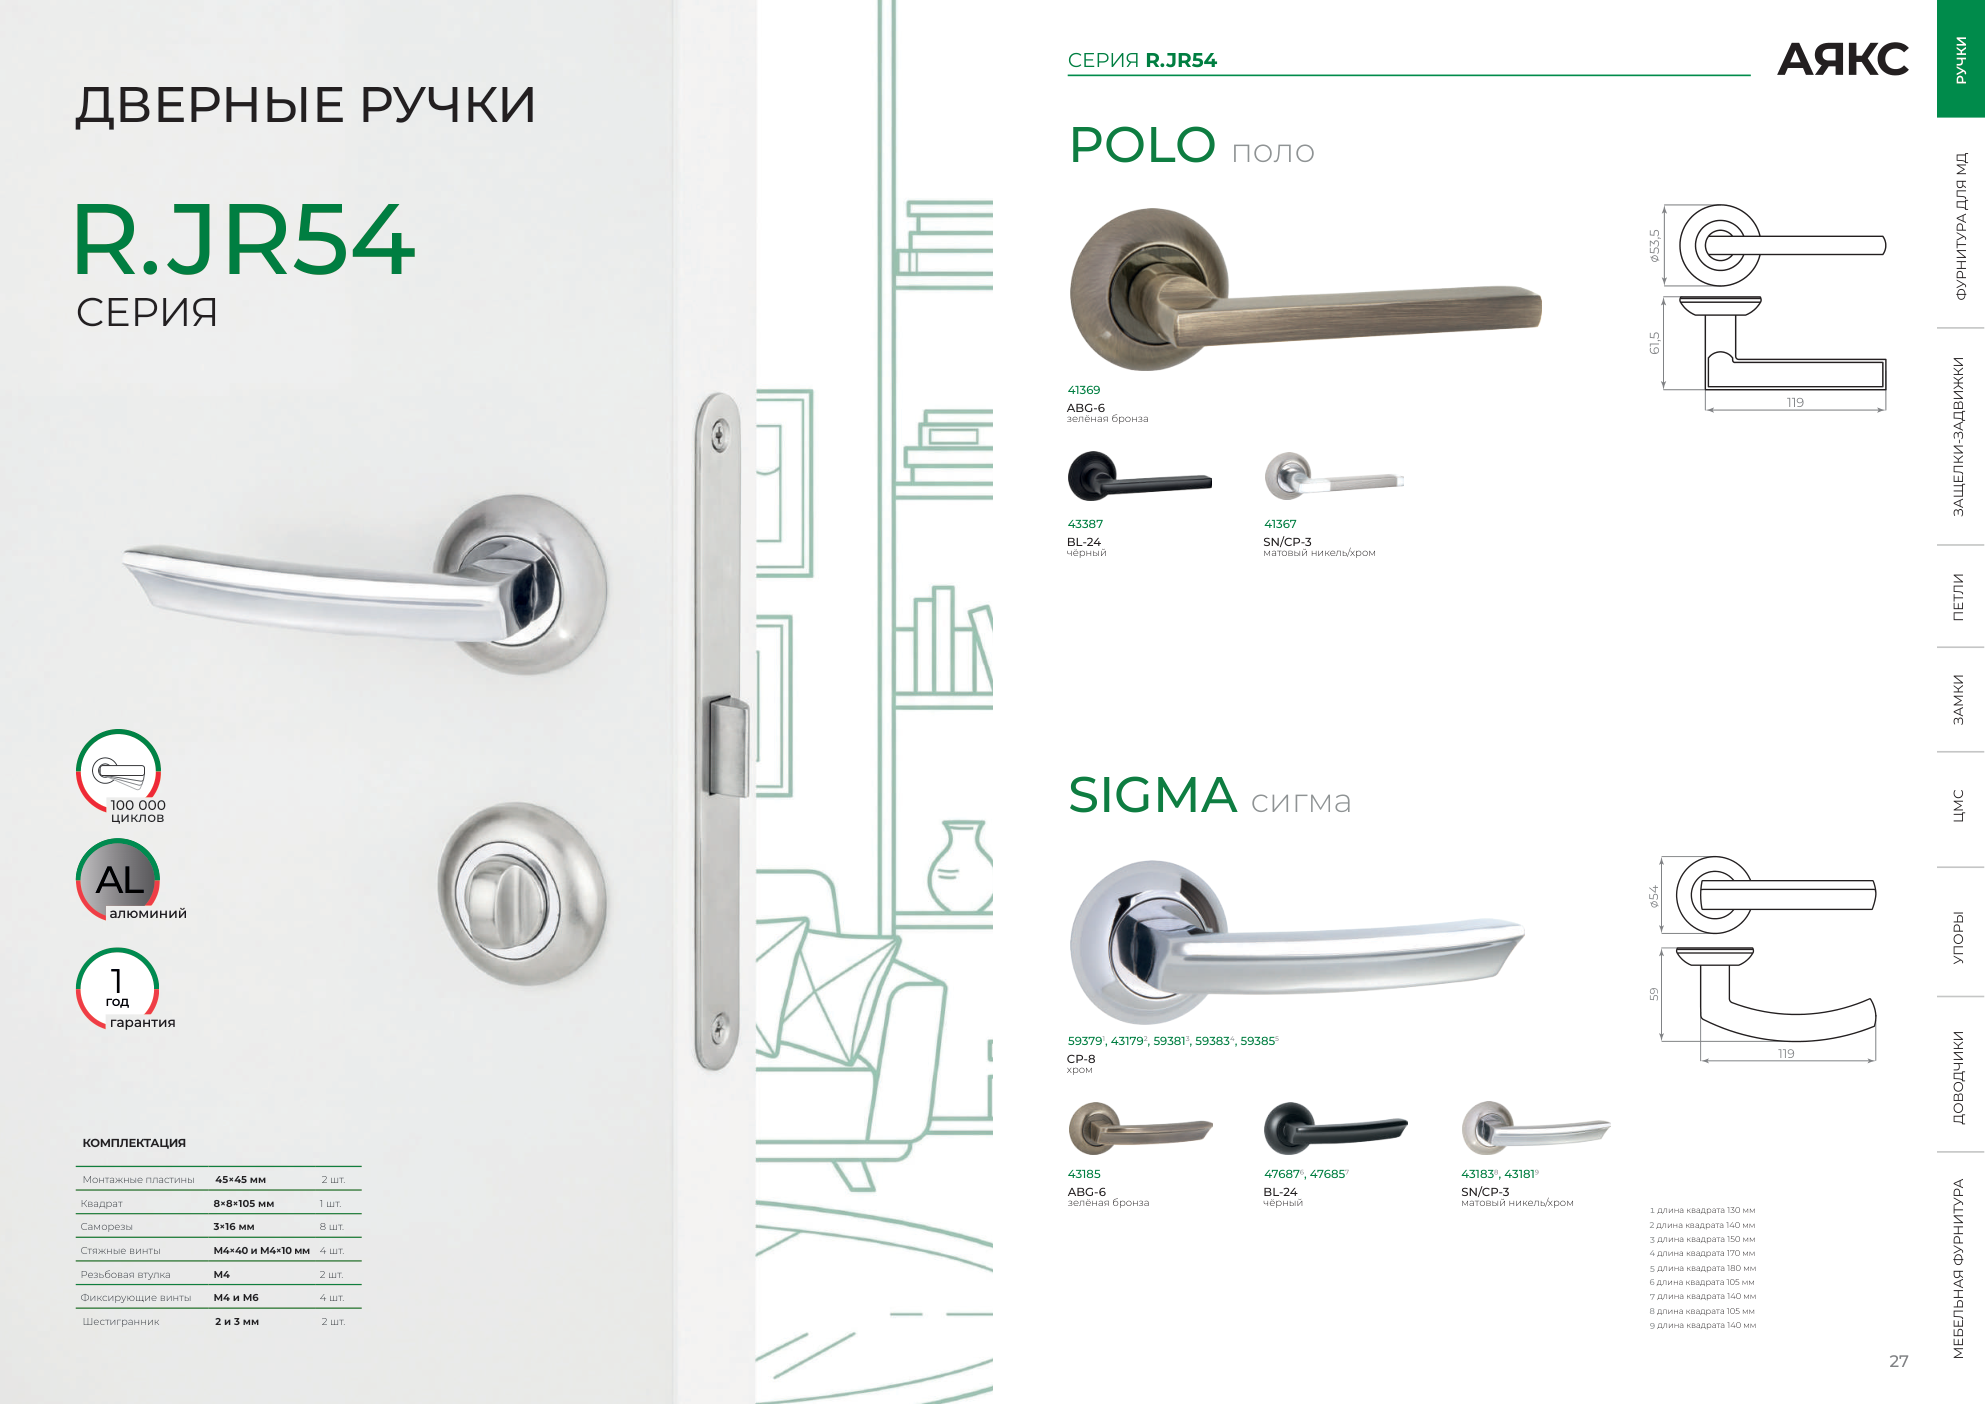 ДВЕРНЫЕ РУЧКИ
R.JR54
СЕРИЯ
100 000
циклов
AL
алюминий
1
год
гарантия
КОМПЛЕКТАЦИЯ
Монтажные пластины 45×45 мм 2 шт.
Квадрат 8×8×105 мм 1 шт.
Саморезы 3×16 мм 8 шт.
Стяжные винты М4×40 и М4×10 мм 4 шт.
Резьбовая втулка М4 2 шт.
Фиксирующие винты М4 и М6 4 шт.
Шестигранник 2 и 3 мм 2 шт.
СЕРИЯ R.JR54
АЯКС
POLO поло
ø53,5
61,5
119
41369
ABG-6
зелёная бронза
43387
BL-24
чёрный
41367
SN/CP-3
матовый никель/хром
SIGMA сигма
ø54
59
119
59379¹, 43179², 59381³, 59383⁴, 59385⁵
CP-8
хром
43185
ABG-6
зелёная бронза
47687⁶, 47685⁷
BL-24
чёрный
43183⁸, 43181⁹
SN/CP-3
матовый никель/хром
1 длина квадрата 130 мм
2 длина квадрата 140 мм
3 длина квадрата 150 мм
4 длина квадрата 170 мм
5 длина квадрата 180 мм
6 длина квадрата 105 мм
7 длина квадрата 140 мм
8 длина квадрата 105 мм
9 длина квадрата 140 мм
27
РУЧКИ
ФУРНИТУРА ДЛЯ МД
ЗАЩЕЛКИ-ЗАДВИЖКИ
ПЕТЛИ
ЗАМКИ
ЦМС
УПОРЫ
ДОВОДЧИКИ
МЕБЕЛЬНАЯ ФУРНИТУРА